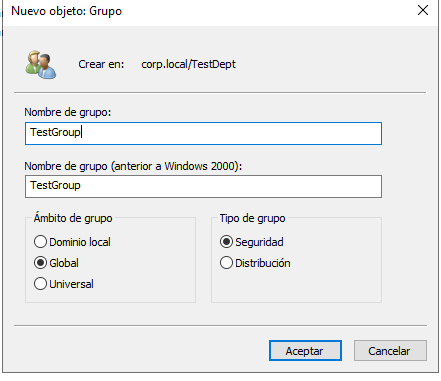 Nuevo objeto: Grupo
Crear en: corp.local/TestDept
Nombre de grupo:
TestGroup
Nombre de grupo (anterior a Windows 2000):
TestGroup
Ámbito de grupo
Dominio local
Global
Universal
Tipo de grupo
Seguridad
Distribución
Aceptar
Cancelar